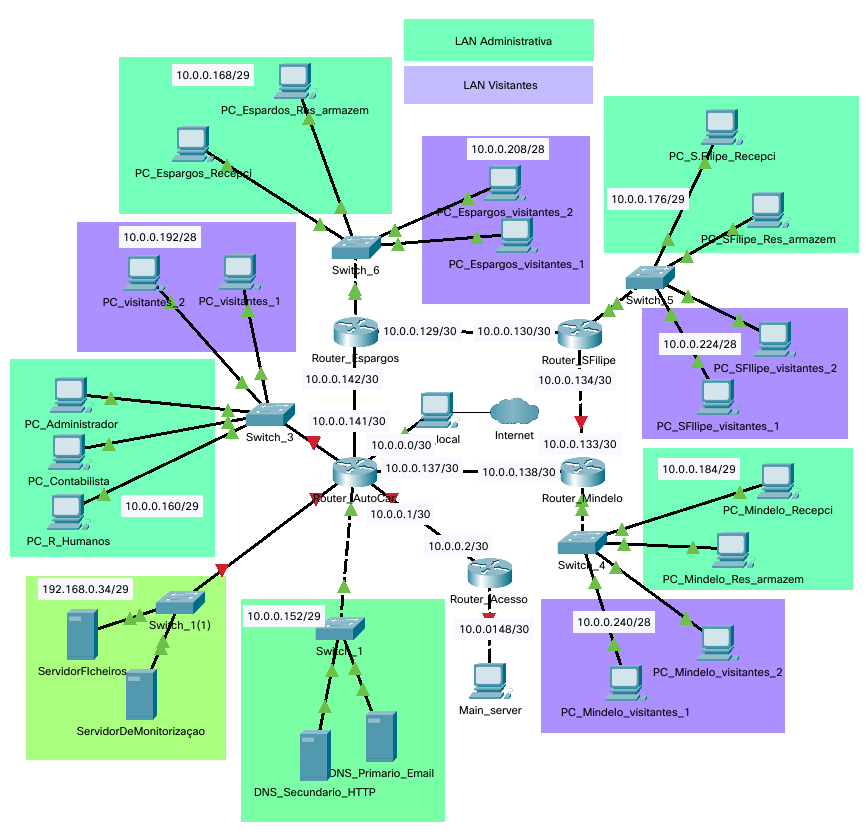 LAN Administrativa
10.0.0.168/29
LAN Visitantes
PC_Espardos_Res_armazem
PC_S.Filipe_Recepci
10.0.0.208/28
PC_Espargos_Recepci
10.0.0.176/29
PC_Espargos_visitantes_2
10.0.0.192/28
PC_SFilipe_Res_armazem
PC_Espargos_visitantes_1
Switch_6
PC_visitantes_2
PC_visitantes_1
Switch_5
10.0.0.129/30
10.0.0.130/30
Router_Espargos
Router_SFilipe
10.0.0.224/28
PC_SFIlipe_visitantes_2
10.0.0.142/30
10.0.0.134/30
PC_SFIlipe_visitantes_1
PC_Administrador
10.0.0.141/30
Switch_3
local
Internet
10.0.0.0/30
10.0.0.133/30
PC_Contabilista
10.0.0.137/30
10.0.0.138/30
10.0.0.184/29
Router_AutoCar
Router_Mindelo
10.0.0.160/29
10.0.0.1/30
PC_Mindelo_Recepci
PC_R_Humanos
10.0.0.2/30
Switch_4
PC_Mindelo_Res_armazem
192.168.0.34/29
Router_Acesso
10.0.0.152/29
Switch_1(1)
10.0.0148/30
10.0.0.240/28
Switch_1
ServidorFIcheiros
PC_Mindelo_visitantes_2
Main_server
PC_Mindelo_visitantes_1
ServidorDeMonitorizaçao
DNS_Primario_Email
DNS_Secundario_HTTP